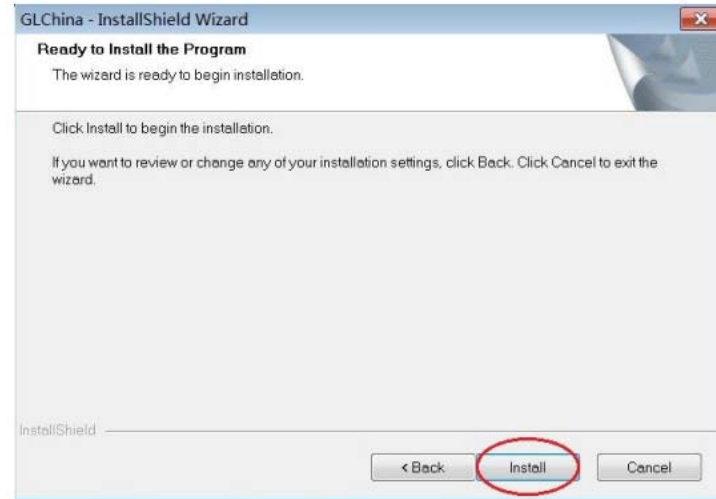 GLChina - InstallShield Wizard
Ready to Install the Program
The wizard is ready to begin installation.
Click Install to begin the installation.
If you want to review or change any of your installation settings, click Back. Click Cancel to exit the
wizard.
InstallShield
< Back Install Cancel